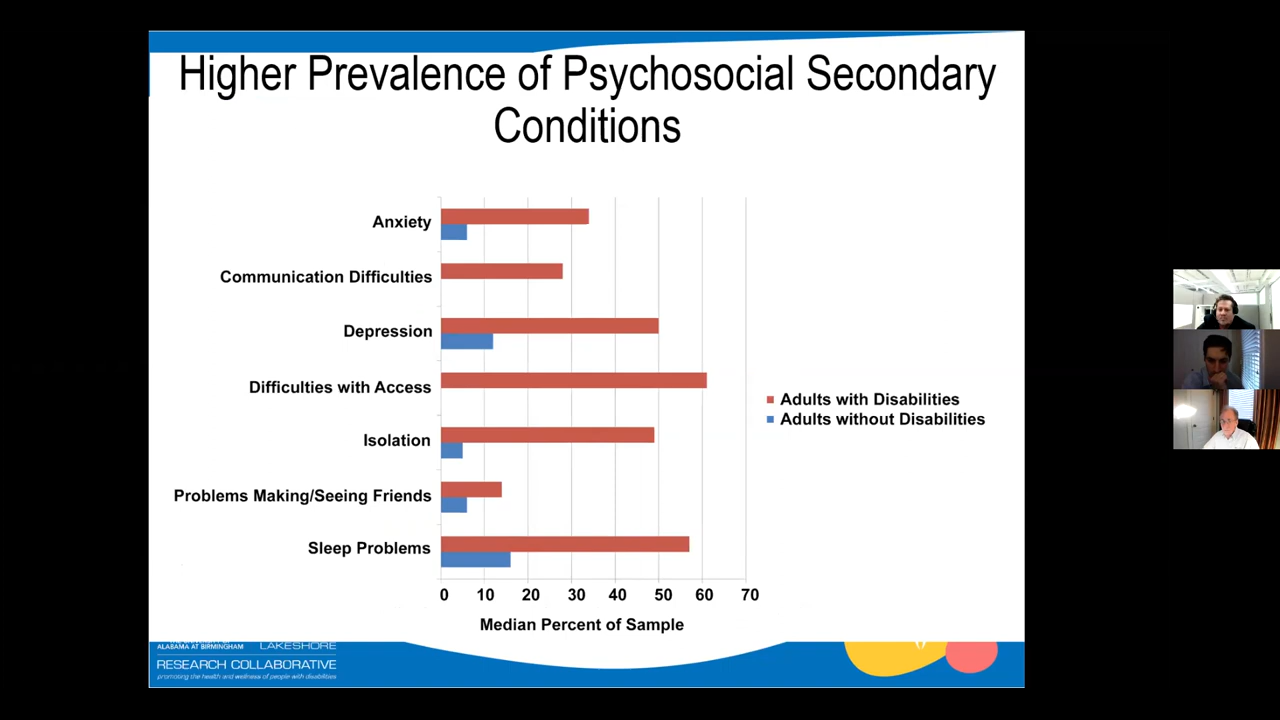 Higher Prevalence of Psychosocial Secondary
Conditions
Anxiety
Communication Difficulties
Depression
Difficulties with Access
Isolation
Problems Making/Seeing Friends
Sleep Problems
0 10 20 30 40 50 60 70
Median Percent of Sample
Adults with Disabilities
Adults without Disabilities
ALABAMA AT BIRMINGHAM
LAKESHORE
RESEARCH COLLABORATIVE
promoting the health and wellness of people with disabilities